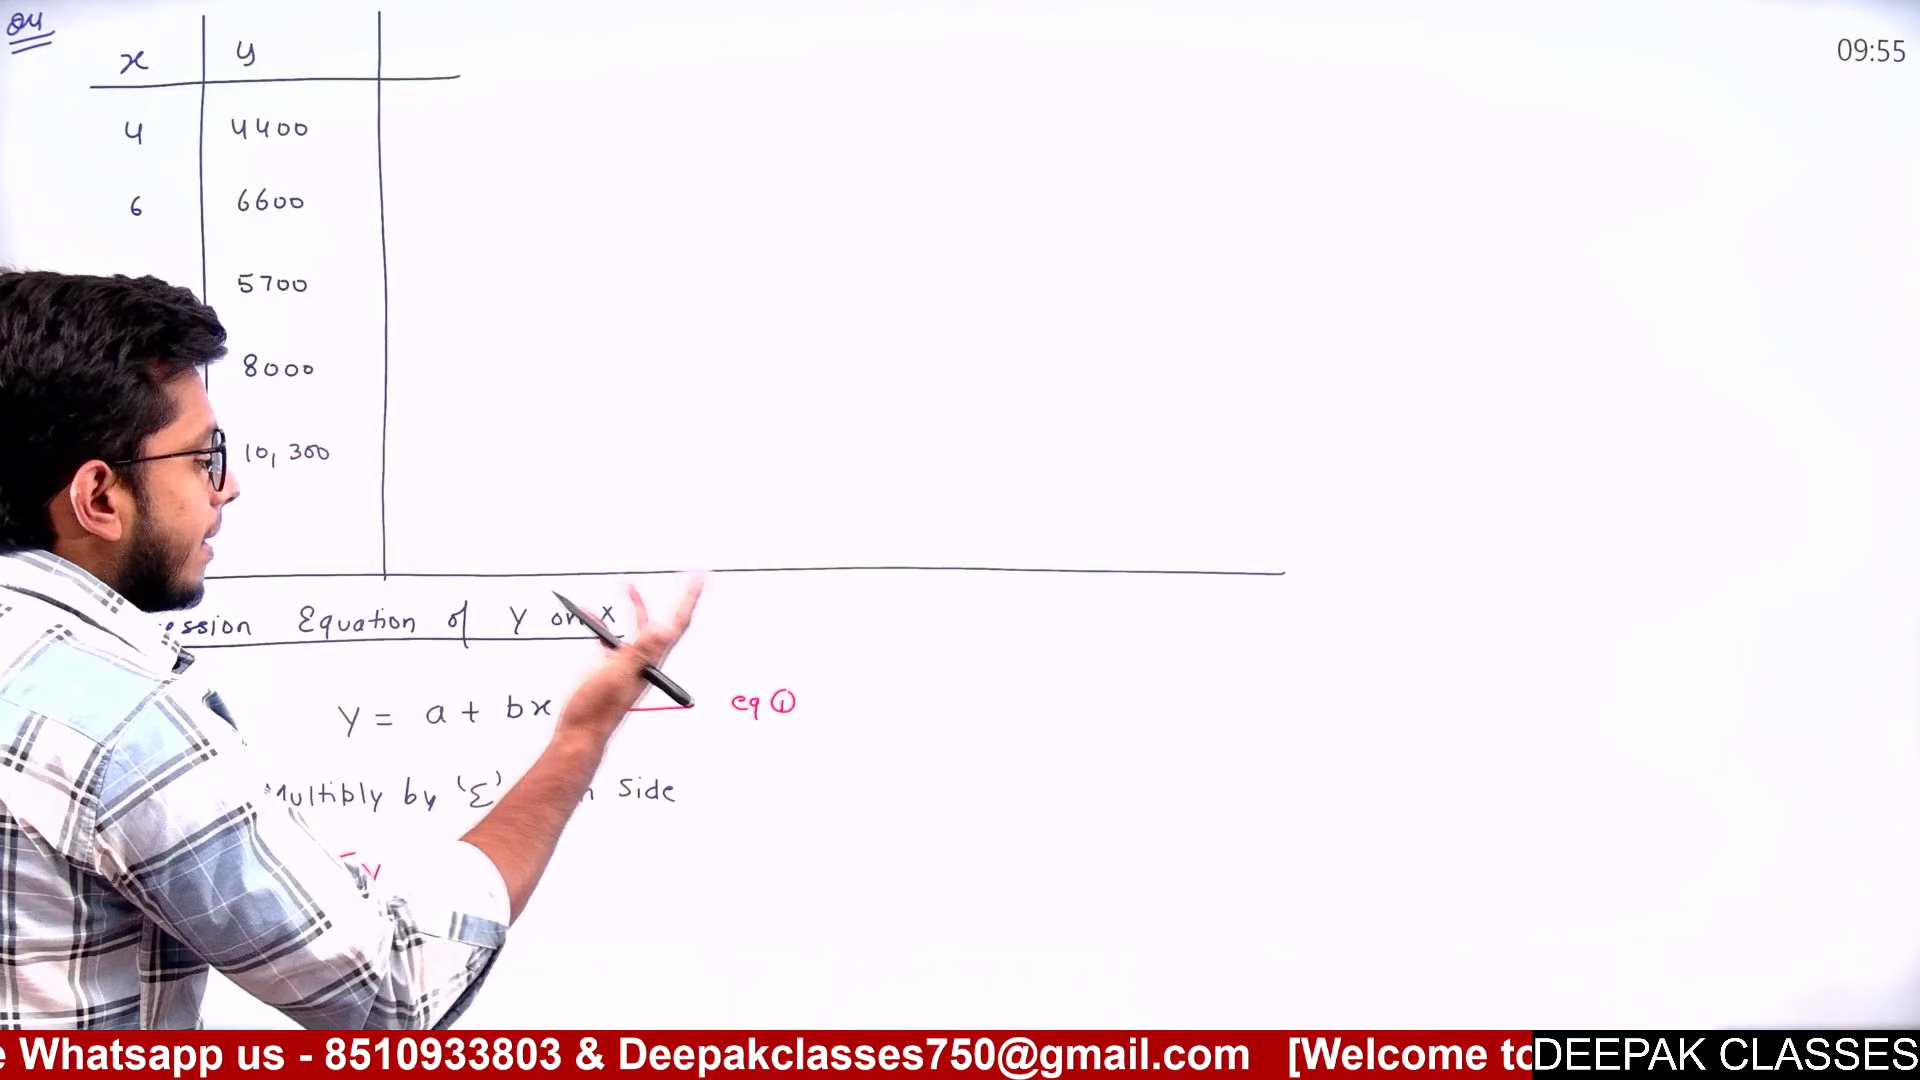 Q4
09:55
x y
4 4400
6 6600
5700
8000
10,300
ession Equation of Y on X
Y = a + bx eq ①
Multiply by 'Σ' side
Y
e Whatsapp us - 8510933803 & Deepakclasses750@gmail.com [Welcome to
DEEPAK CLASSES